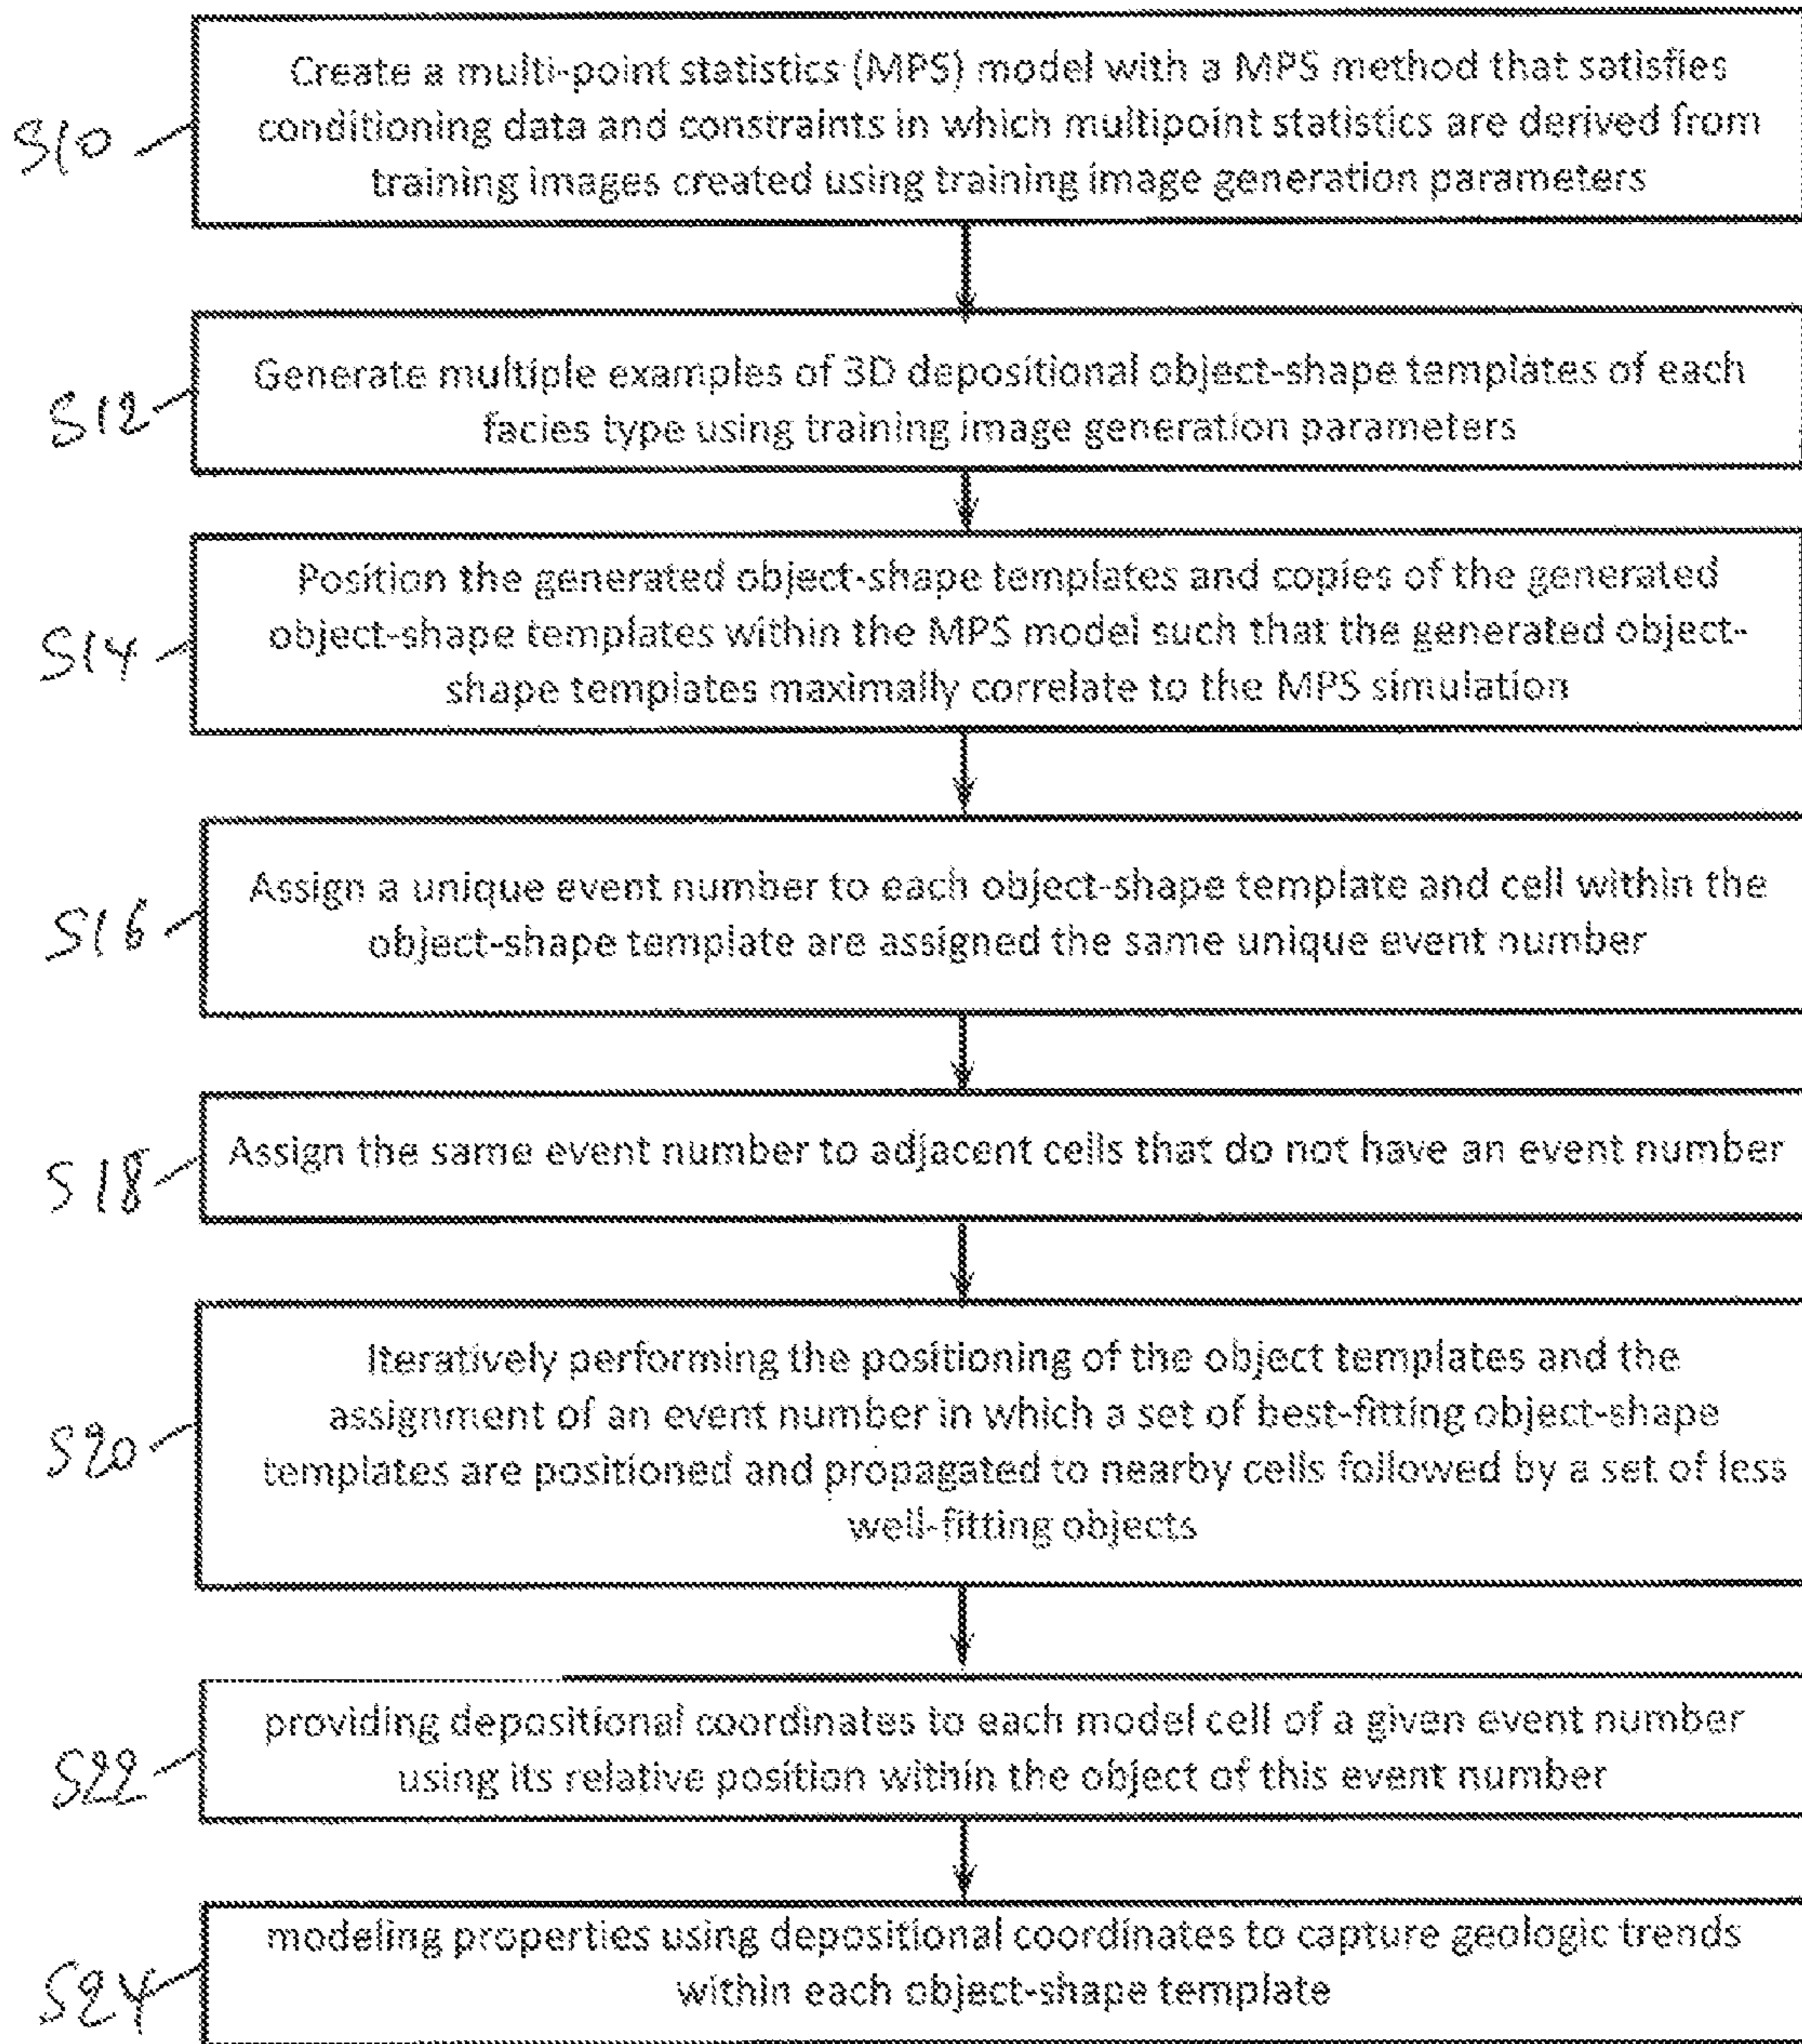 S10
Create a multi-point statistics (MPS) model with a MPS method that satisfies
conditioning data and constraints in which multipoint statistics are derived from
training images created using training image generation parameters
S12
Generate multiple examples of 3D depositional object-shape templates of each
facies type using training image generation parameters
S14
Position the generated object-shape templates and copies of the generated
object-shape templates within the MPS model such that the generated object-
shape templates maximally correlate to the MPS simulation
S16
Assign a unique event number to each object-shape template and cell within the
object-shape template are assigned the same unique event number
S18
Assign the same event number to adjacent cells that do not have an event number
S20
Iteratively performing the positioning of the object templates and the
assignment of an event number in which a set of best-fitting object-shape
templates are positioned and propagated to nearby cells followed by a set of less
well-fitting objects
S22
providing depositional coordinates to each model cell of a given event number
using its relative position within the object of this event number
S24
modeling properties using depositional coordinates to capture geologic trends
within each object-shape template